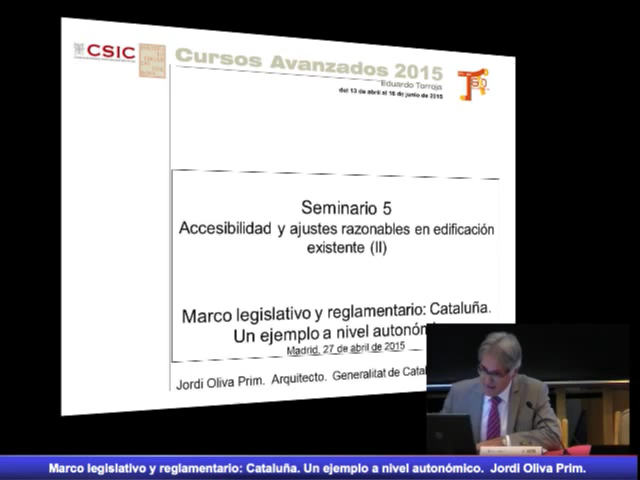 CSIC
Cursos Avanzados 2015
Eduardo Torroja
del 13 de abril al 16 de junio de 2015
Seminario 5
Accesibilidad y ajustes razonables en edificación
existente (II)
Marco legislativo y reglamentario: Cataluña.
Un ejemplo a nivel autonóm
Madrid, 27 de abril de 2015
Jordi Oliva Prim. Arquitecto. Generalitat de Catal
Marco legislativo y reglamentario: Cataluña. Un ejemplo a nivel autonómico. Jordi Oliva Prim.